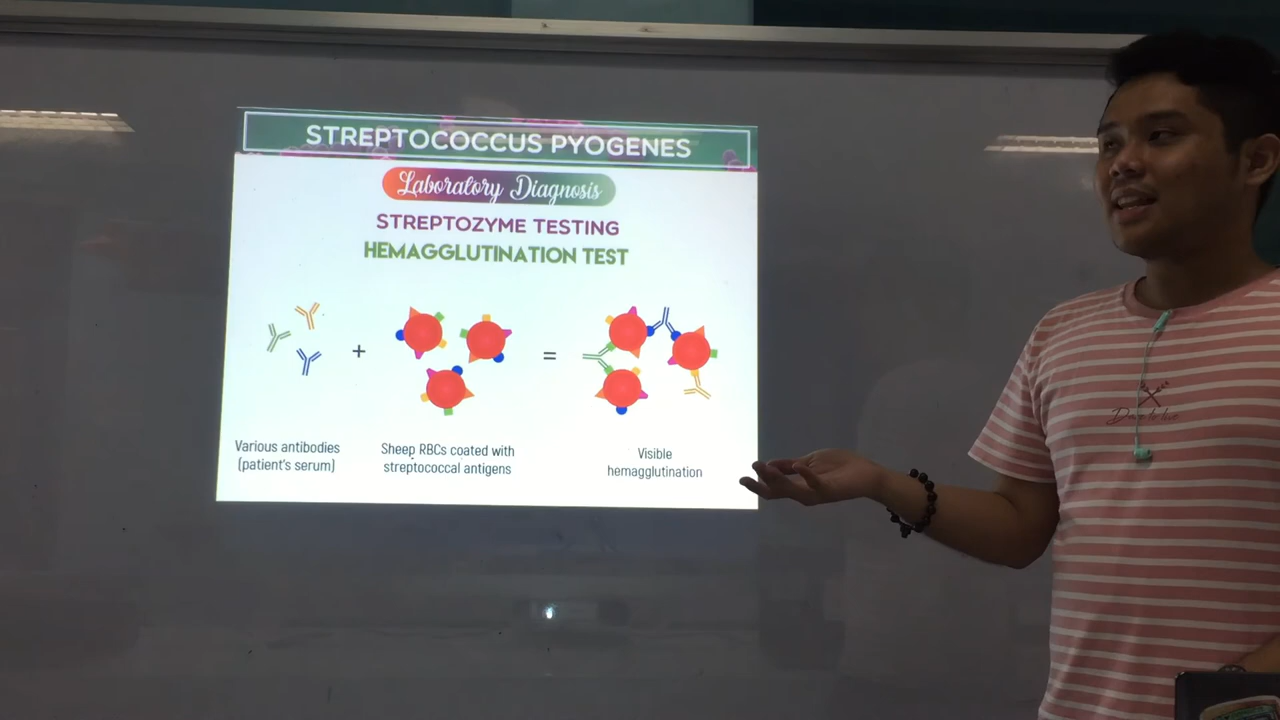 STREPTOCOCCUS PYOGENES
Laboratory Diagnosis
STREPTOZYME TESTING
HEMAGGLUTINATION TEST
+
=
Various antibodies
(patient's serum)
Sheep RBCs coated with
streptococcal antigens
Visible
hemagglutination